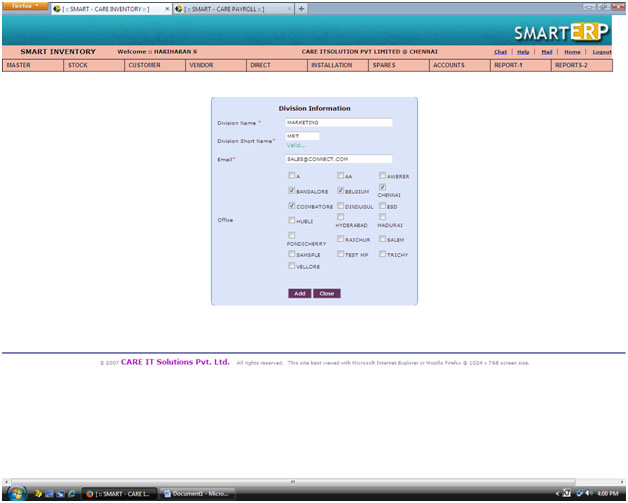 firefox
[ :: SMART - CARE INVENTORY :: ] × [ :: SMART - CARE PAYROLL :: ] × +
SMARTERP
SMART INVENTORY Welcome :: HARIHARAN S CARE ITSOLUTION PVT LIMITED @ CHENNAI Chat | Help | Mail | Home | Logout
MASTER STOCK CUSTOMER VENDOR DIRECT INSTALLATION SPARES ACCOUNTS REPORT-1 REPORTS-2
Division Information
Division Name * MARKETING
Division Short Name* MRT
Valid...
Email* SALES@CONNECT.COM
Office
A AA AWERER
BANGALORE BELGIUM CHENNAI
COIMBATORE DINDUGUL ESD
HUBLI HYDERABAD MADURAI
PONDICHERRY RAICHUR SALEM
SAMSPLE TEST MP TRICHY
VELLORE
Add Close
© 2007 CARE IT Solutions Pvt. Ltd. All rights reserved. This site best viewed with Microsoft Internet Explorer or Mozilla Firefox @ 1024 x 768 screen size.
[ :: SMART - CARE I... Document1 - Micro... 4:00 PM